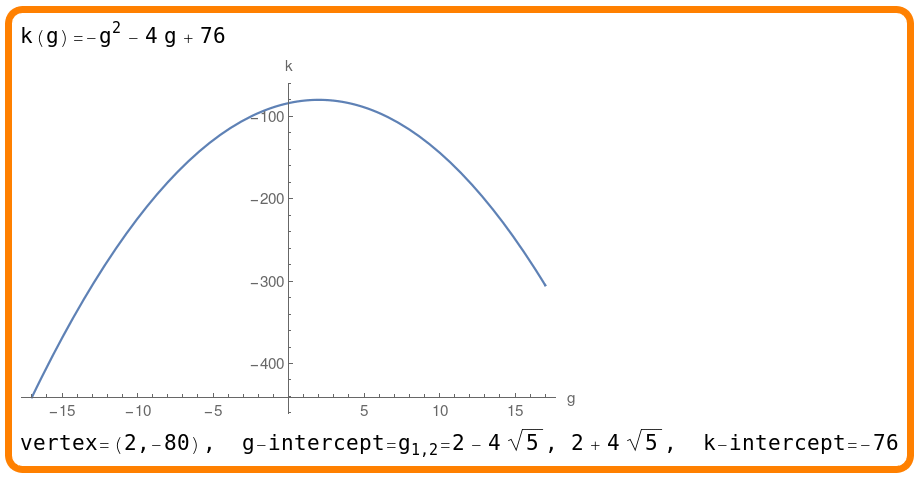 k(g)=-g² - 4 g + 76
k
-100
-200
-300
-400
-15 -10 -5 5 10 15 g
vertex=(2,-80), g-intercept=g₁,₂=2 - 4 √5, 2 + 4 √5, k-intercept=-76